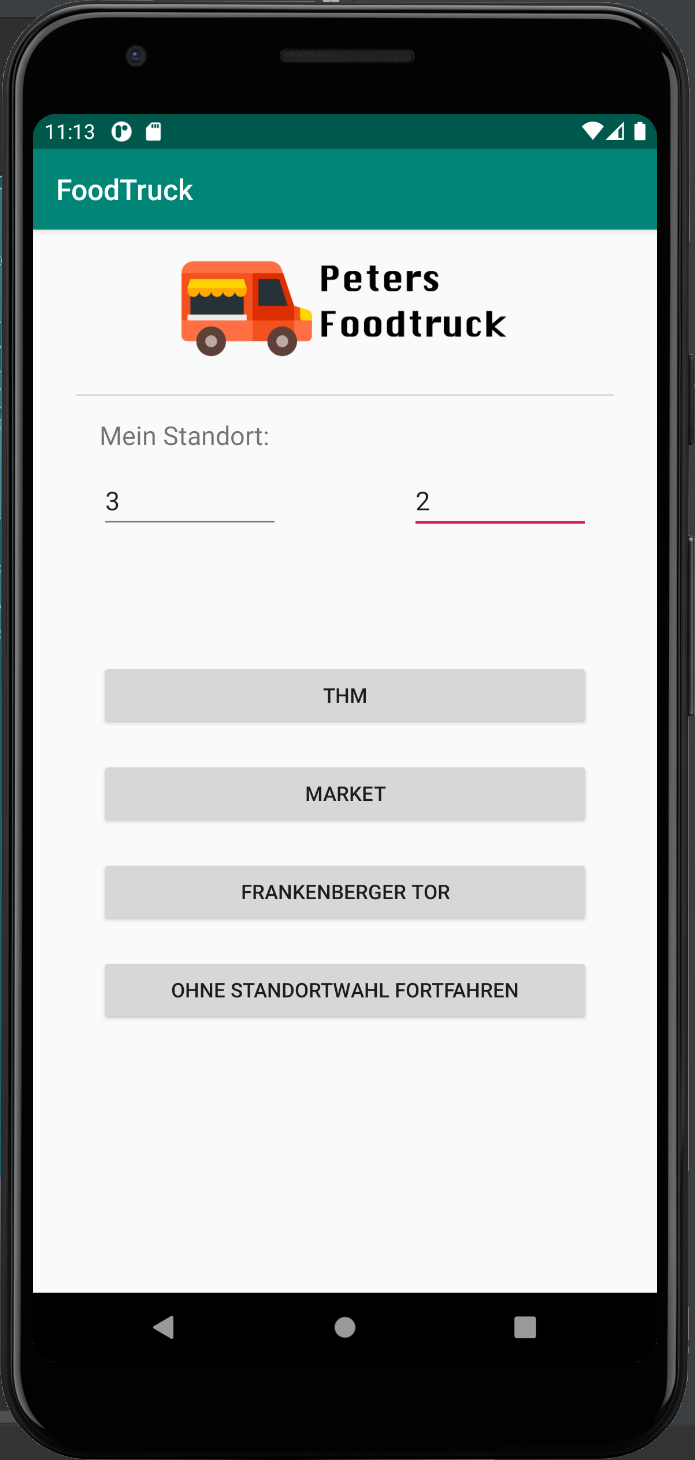 11:13
FoodTruck
Peters
Foodtruck
Mein Standort:
3 2
THM
MARKET
FRANKENBERGER TOR
OHNE STANDORTWAHL FORTFAHREN